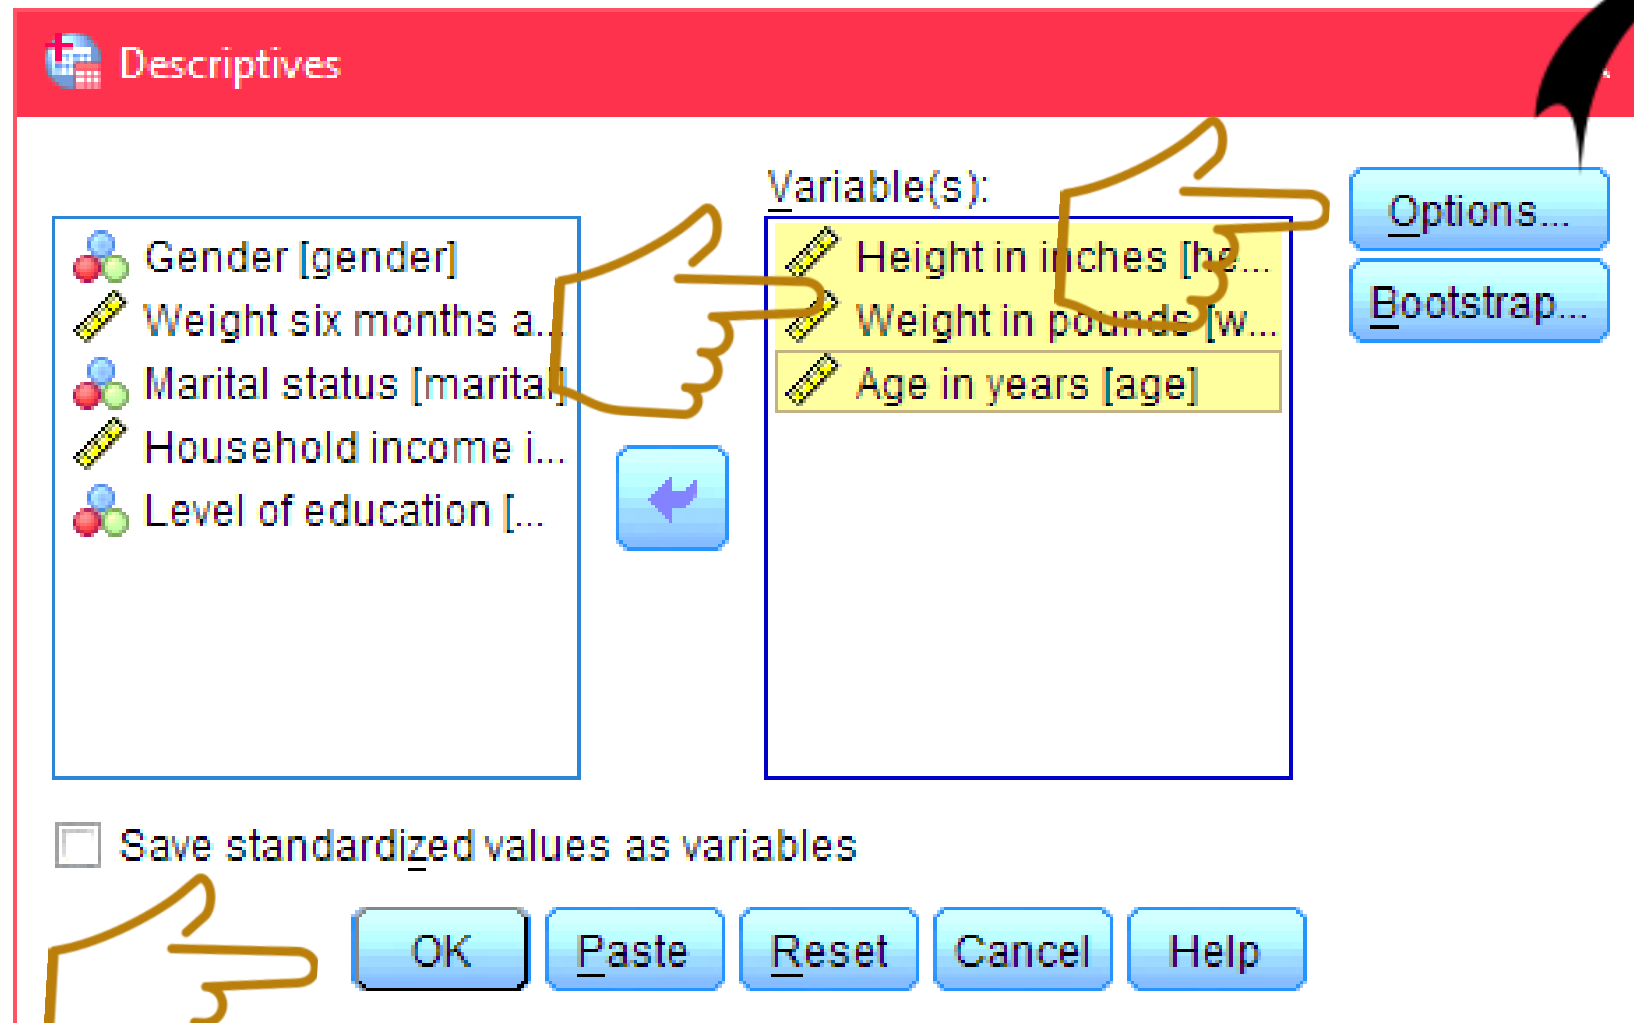 Descriptives
Variable(s):
Gender [gender]
Weight six months a...
Marital status [marital]
Household income i...
Level of education [...
Height in inches [he...
Weight in pounds [w...
Age in years [age]
Options...
Bootstrap...
Save standardized values as variables
OK
Paste
Reset
Cancel
Help